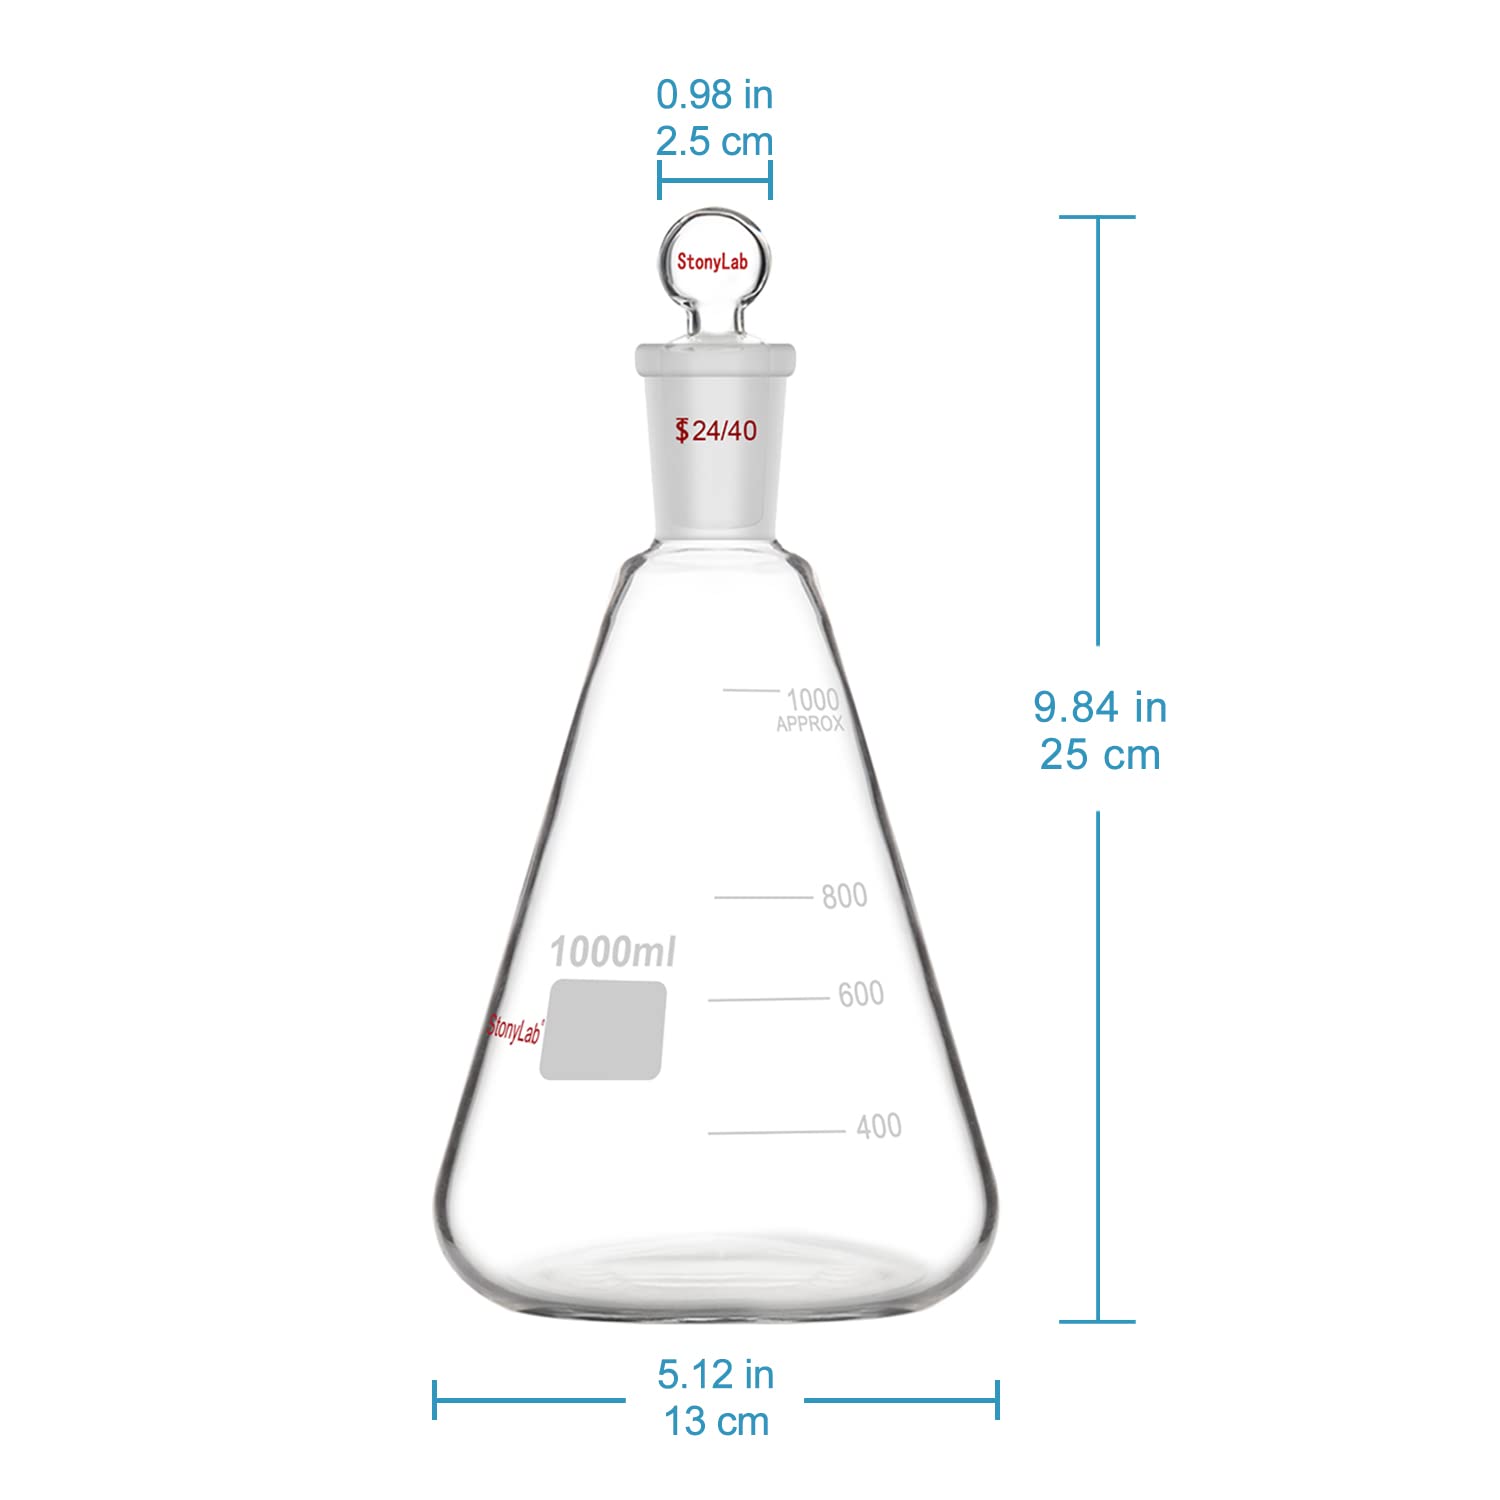 0.98 in
2.5 cm
StonyLab
24/40
1000
APPROX
9.84 in
25 cm
800
1000ml
600
StonyLab®
400
5.12 in
13 cm